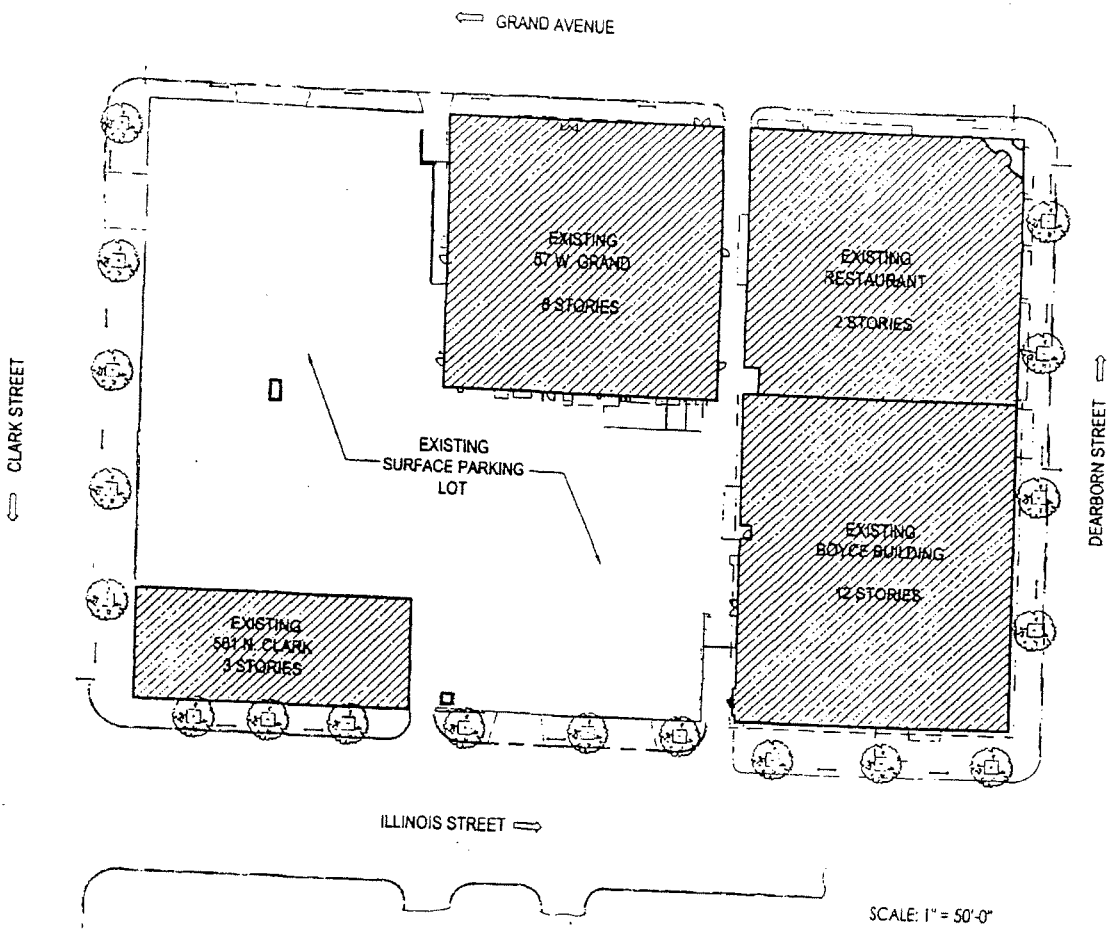 GRAND AVENUE
EXISTING
57 W. GRAND
8 STORIES
EXISTING
RESTAURANT
2 STORIES
CLARK STREET
EXISTING
SURFACE PARKING
LOT
DEARBORN STREET
EXISTING
BOYCE BUILDING
12 STORIES
EXISTING
561 N. CLARK
3 STORIES
ILLINOIS STREET
SCALE: 1" = 50'-0"